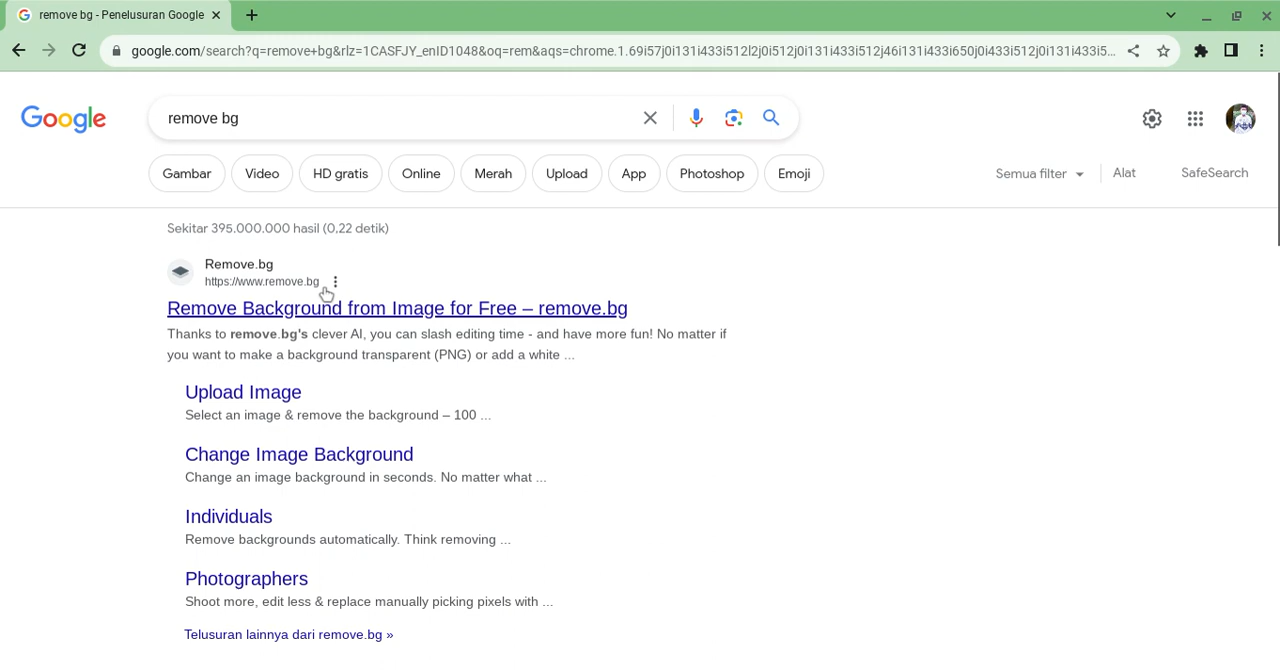 remove bg - Penelusuran Google
google.com/search?q=remove+bg&rlz=1CASFJY_enID1048&oq=rem&aqs=chrome.1.69i57j0i131i433i512l2j0i512j0i131i433i512j46i131i433i650j0i433i512j0i131i433i5...
Google
remove bg
Gambar Video HD gratis Online Merah Upload App Photoshop Emoji Semua filter Alat SafeSearch
Sekitar 395.000.000 hasil (0,22 detik)
Remove.bg
https://www.remove.bg
Remove Background from Image for Free – remove.bg
Thanks to remove.bg's clever AI, you can slash editing time - and have more fun! No matter if
you want to make a background transparent (PNG) or add a white ...
Upload Image
Select an image & remove the background – 100 ...
Change Image Background
Change an image background in seconds. No matter what ...
Individuals
Remove backgrounds automatically. Think removing ...
Photographers
Shoot more, edit less & replace manually picking pixels with ...
Telusuran lainnya dari remove.bg »